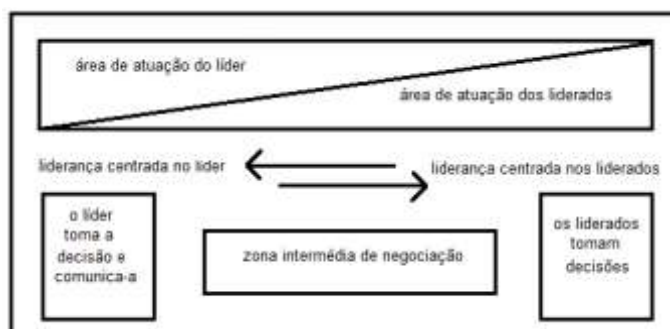 área de atuação do líder
área de atuação dos liderados
liderança centrada no líder
liderança centrada nos liderados
o líder
toma a
decisão e
comunica-a
zona intermédia de negociação
os liderados
tomam
decisões